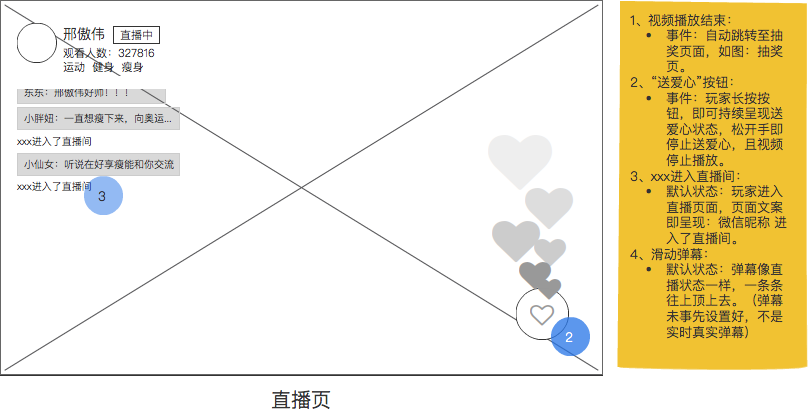 邢傲伟 直播中
观看人数：327816
运动 健身 瘦身
东东：邢傲伟好帅！！！
小胖妞：一直想瘦下来，向奥运...
xxx进入了直播间
小仙女：听说在好享瘦能和你交流
xxx进入了直播间
3
2
直播页
1、视频播放结束：
• 事件：自动跳转至抽
奖页面，如图：抽奖
页。
2、“送爱心”按钮：
• 事件：玩家长按按
钮，即可持续呈现送
爱心状态，松开手即
停止送爱心，且视频
停止播放。
3、xxx进入直播间：
• 默认状态：玩家进入
直播页面，页面文案
即呈现：微信昵称 进
入了直播间。
4、滑动弹幕：
• 默认状态：弹幕像直
播状态一样，一条条
往上顶上去。（弹幕
未事先设置好，不是
实时真实弹幕）